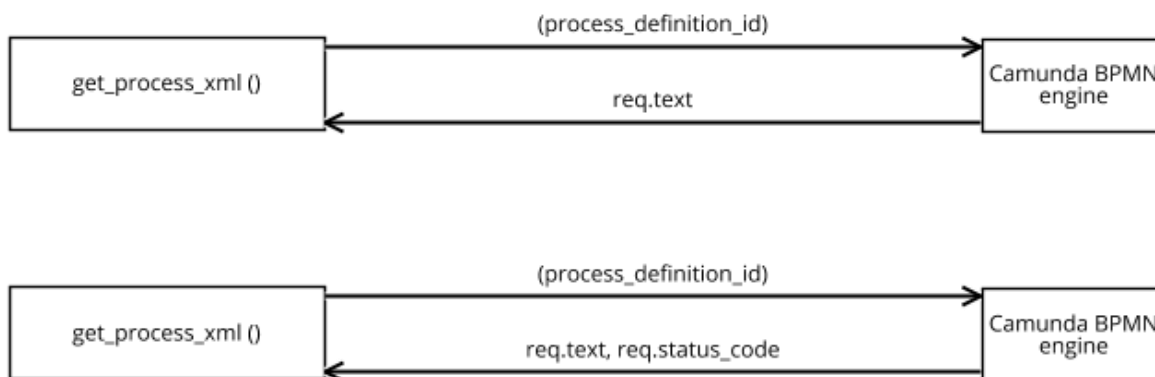 (process_definition_id)
get_process_xml ()
Camunda BPMN
engine
req.text
(process_definition_id)
get_process_xml ()
Camunda BPMN
engine
req.text, req.status_code